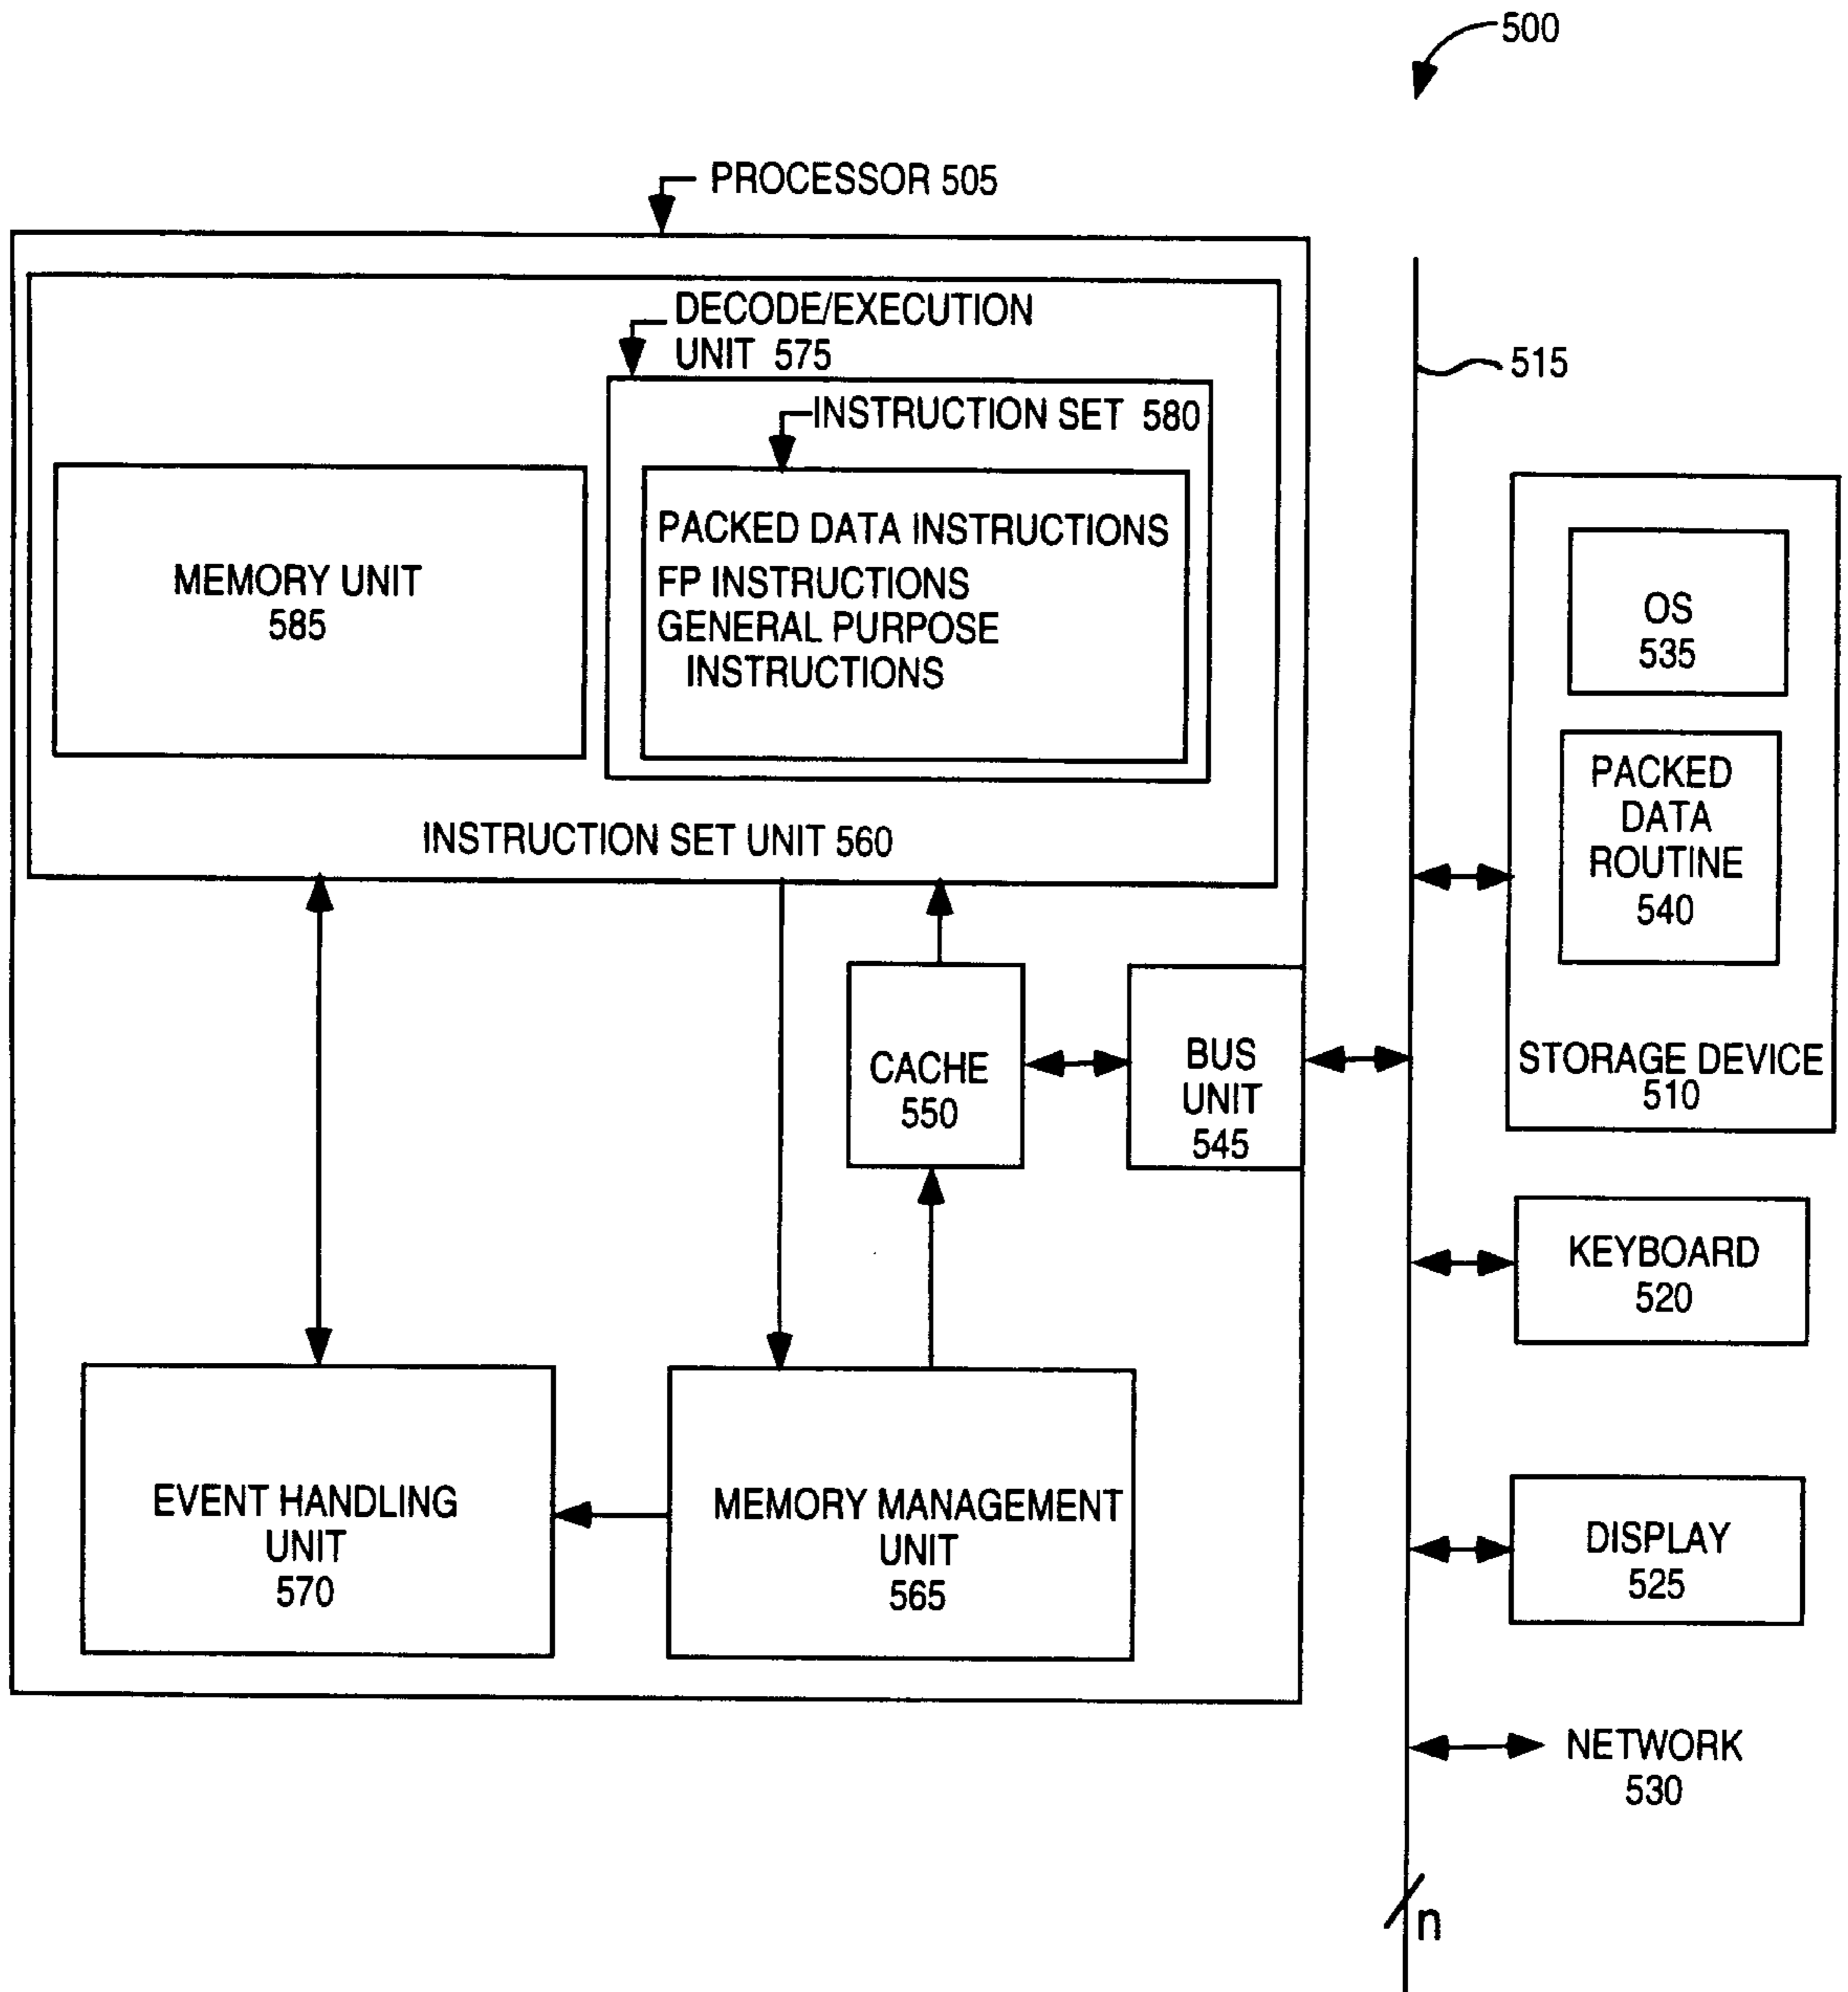 500
PROCESSOR 505
DECODE/EXECUTION
UNIT 575
515
INSTRUCTION SET 580
PACKED DATA INSTRUCTIONS
FP INSTRUCTIONS
GENERAL PURPOSE
INSTRUCTIONS
MEMORY UNIT
585
INSTRUCTION SET UNIT 560
OS
535
PACKED
DATA
ROUTINE
540
STORAGE DEVICE
510
CACHE
550
BUS
UNIT
545
KEYBOARD
520
EVENT HANDLING
UNIT
570
MEMORY MANAGEMENT
UNIT
565
DISPLAY
525
NETWORK
530
n